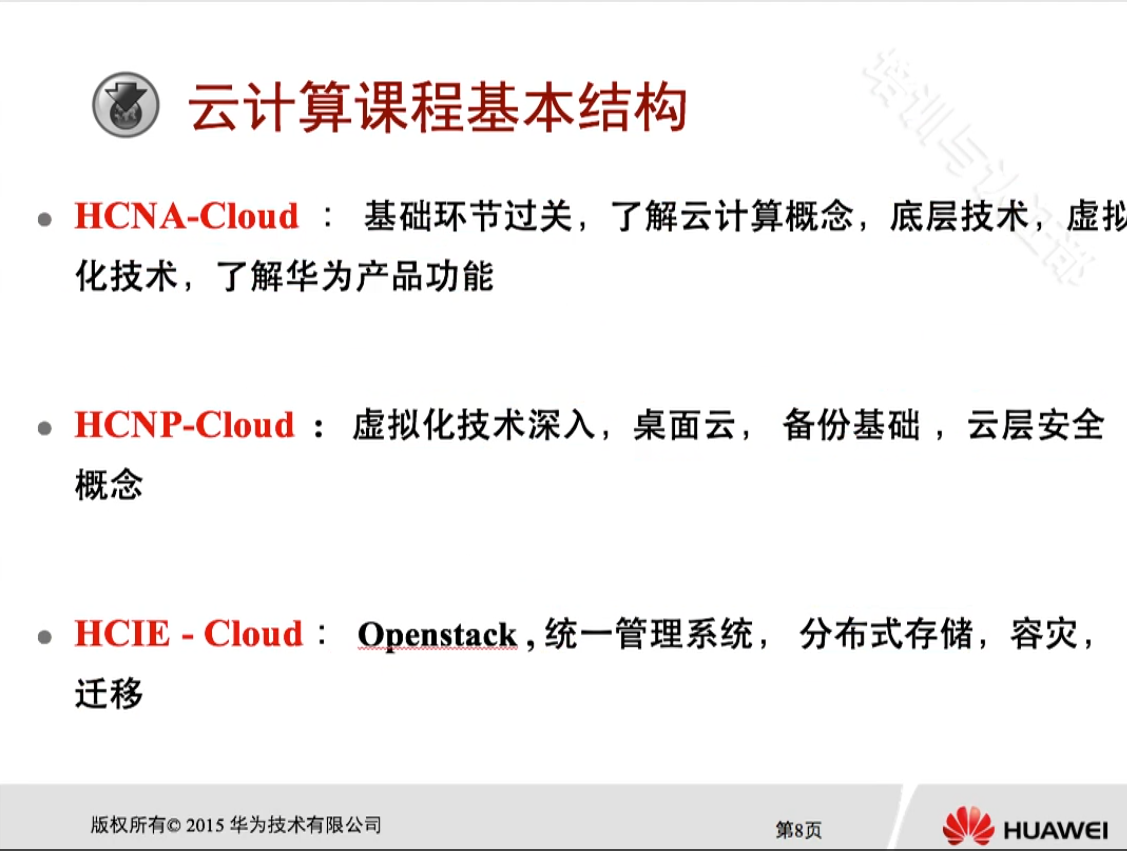 云计算课程基本结构
培训与认证部
HCNA-Cloud ： 基础环节过关，了解云计算概念，底层技术，虚拟
化技术，了解华为产品功能
HCNP-Cloud : 虚拟化技术深入，桌面云， 备份基础 ，云层安全
概念
HCIE - Cloud： Openstack , 统一管理系统， 分布式存储，容灾，
迁移
版权所有© 2015 华为技术有限公司
第8页
HUAWEI